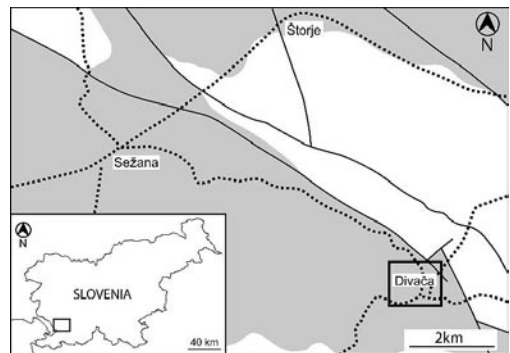 Štorje
N
Sežana
N
SLOVENIA
40 km
Divača
2km